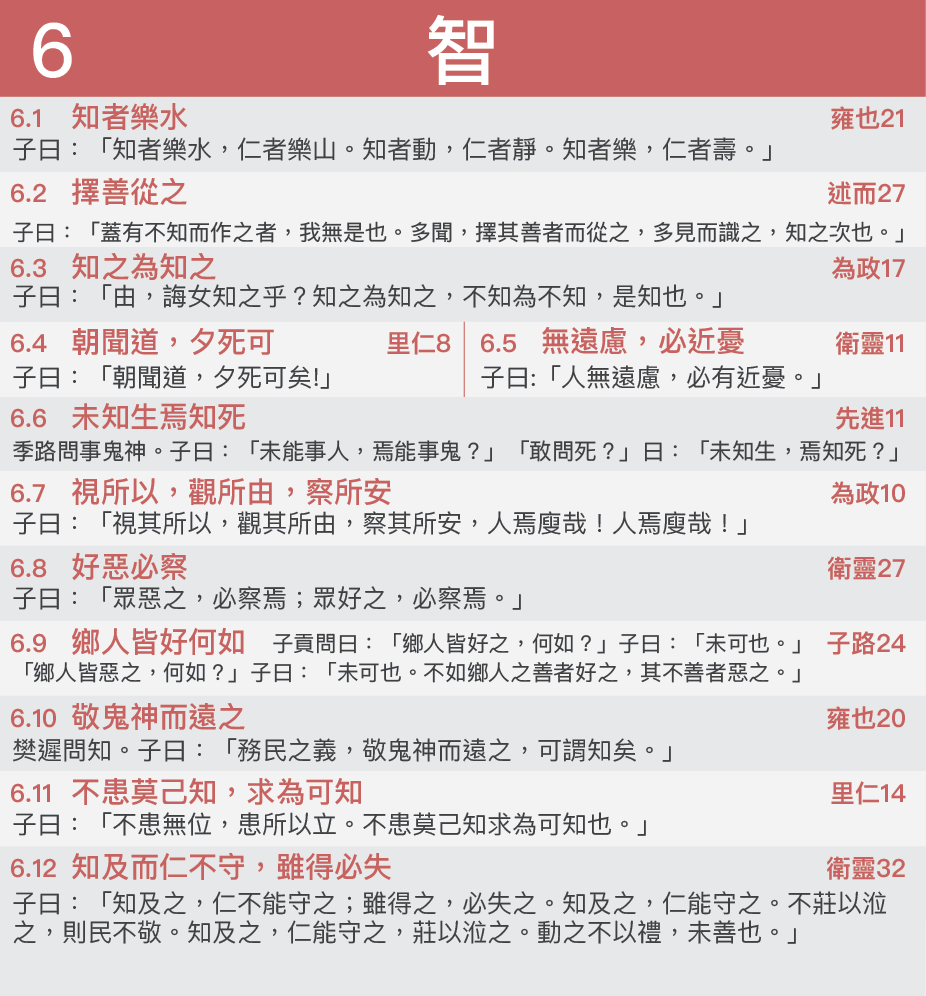 6 智
6.1 知者樂水 雍也21
子曰：「知者樂水，仁者樂山。知者動，仁者靜。知者樂，仁者壽。」
6.2 擇善從之 述而27
子曰：「蓋有不知而作之者，我無是也。多聞，擇其善者而從之，多見而識之，知之次也。」
6.3 知之為知之 為政17
子曰：「由，誨女知之乎？知之為知之，不知為不知，是知也。」
6.4 朝聞道，夕死可 里仁8
子曰：「朝聞道，夕死可矣!」
6.5 無遠慮，必近憂 衛靈11
子曰:「人無遠慮，必有近憂。」
6.6 未知生焉知死 先進11
季路問事鬼神。子曰：「未能事人，焉能事鬼？」「敢問死？」曰：「未知生，焉知死？」
6.7 視所以，觀所由，察所安 為政10
子曰：「視其所以，觀其所由，察其所安，人焉廋哉！人焉廋哉！」
6.8 好惡必察 衛靈27
子曰：「眾惡之，必察焉；眾好之，必察焉。」
6.9 鄉人皆好何如 子貢問曰：「鄉人皆好之，何如？」子曰：「未可也。」 子路24
「鄉人皆惡之，何如？」子曰：「未可也。不如鄉人之善者好之，其不善者惡之。」
6.10 敬鬼神而遠之 雍也20
樊遲問知。子曰：「務民之義，敬鬼神而遠之，可謂知矣。」
6.11 不患莫己知，求為可知 里仁14
子曰：「不患無位，患所以立。不患莫己知求為可知也。」
6.12 知及而仁不守，雖得必失 衛靈32
子曰：「知及之，仁不能守之；雖得之，必失之。知及之，仁能守之。不莊以涖
之，則民不敬。知及之，仁能守之，莊以涖之。動之不以禮，未善也。」